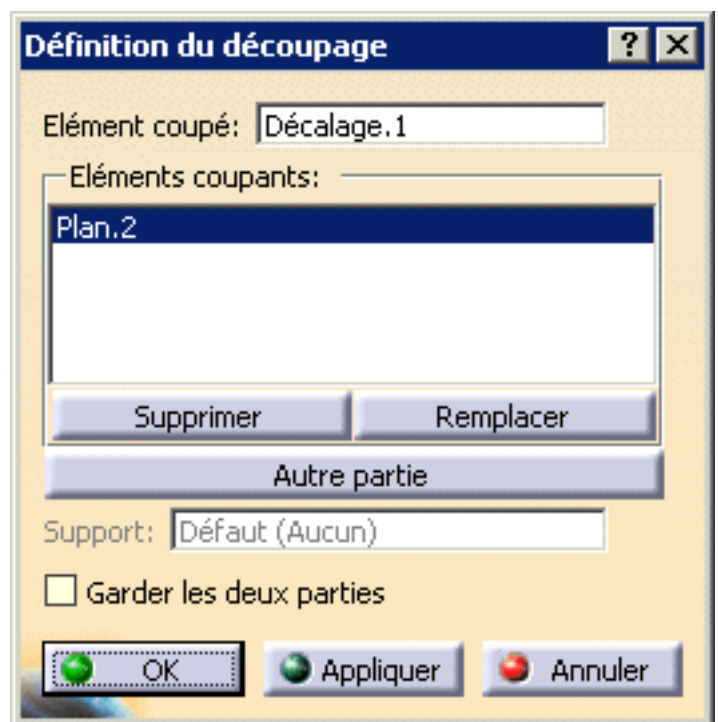 Définition du découpage ? X
Elément coupé: Décalage.1
Eléments coupants:
Plan.2
Supprimer Remplacer
Autre partie
Support: Défaut (Aucun)
Garder les deux parties
OK Appliquer Annuler